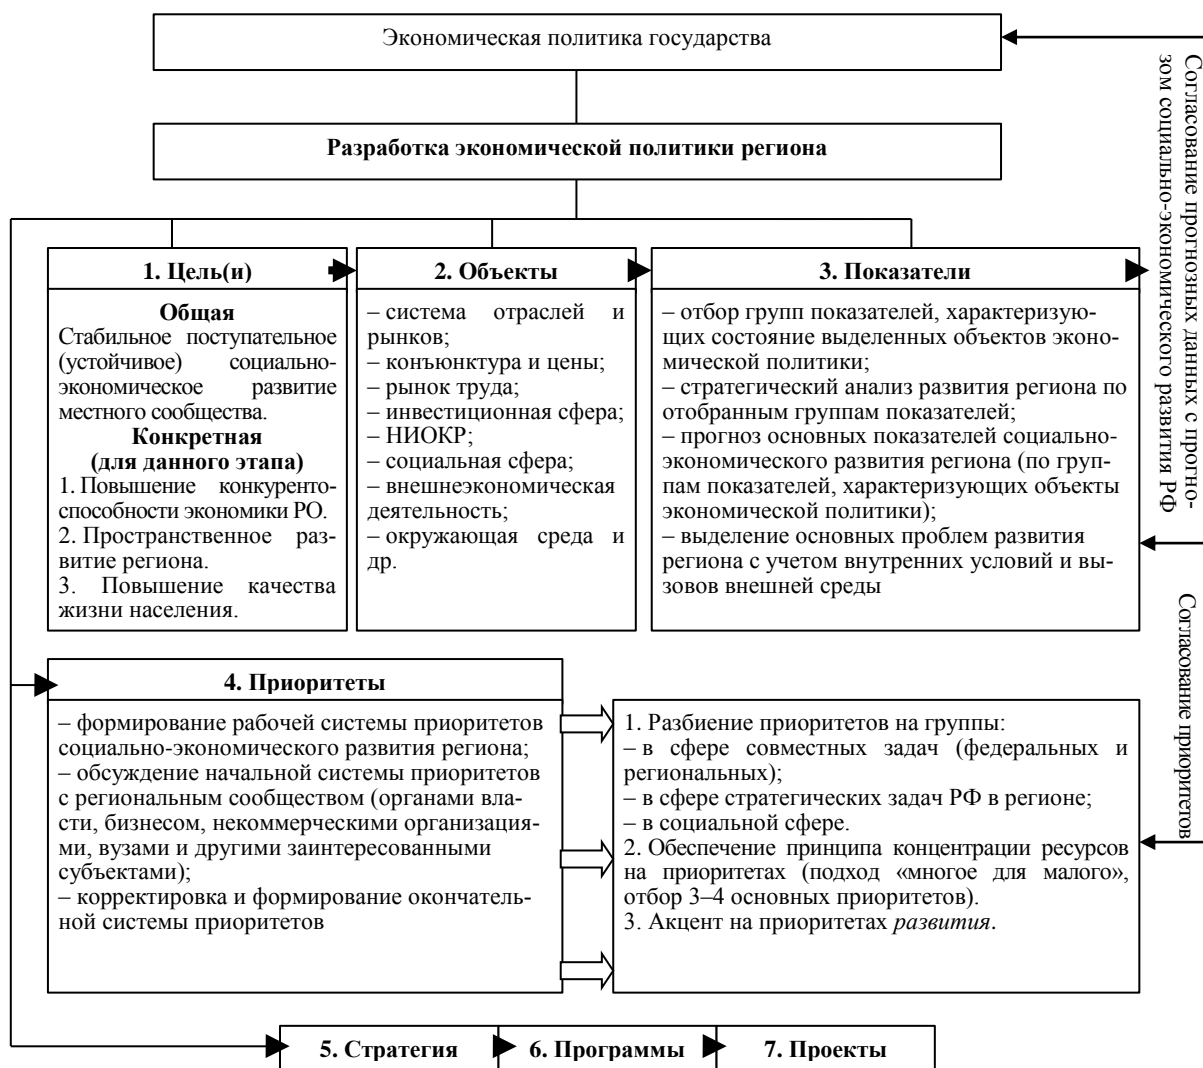 Экономическая политика государства
Разработка экономической политики региона
1. Цель(и)
Общая
Стабильное поступательное
(устойчивое) социально-
экономическое развитие
местного сообщества.
Конкретная
(для данного этапа)
1. Повышение конкуренто-
способности экономики РО.
2. Пространственное раз-
витие региона.
3. Повышение качества
жизни населения.
2. Объекты
– система отраслей и
рынков;
– конъюнктура и цены;
– рынок труда;
– инвестиционная сфера;
– НИОКР;
– социальная сфера;
– внешнеэкономическая
деятельность;
– окружающая среда и
др.
3. Показатели
– отбор групп показателей, характеризую-
щих состояние выделенных объектов эконо-
мической политики;
– стратегический анализ развития региона по
отобранным группам показателей;
– прогноз основных показателей социально-
экономического развития региона (по груп-
пам показателей, характеризующих объекты
экономической политики);
– выделение основных проблем развития
региона с учетом внутренних условий и вы-
зовов внешней среды
Согласование прогнозных данных с прогно-
зом социально-экономического развития РФ
4. Приоритеты
– формирование рабочей системы приоритетов
социально-экономического развития региона;
– обсуждение начальной системы приоритетов
с региональным сообществом (органами вла-
сти, бизнесом, некоммерческими организация-
ми, вузами и другими заинтересованными
субъектами);
– корректировка и формирование окончатель-
ной системы приоритетов
1. Разбиение приоритетов на группы:
– в сфере совместных задач (федеральных и
региональных);
– в сфере стратегических задач РФ в регионе;
– в социальной сфере.
2. Обеспечение принципа концентрации ресурсов
на приоритетах (подход «многое для малого»,
отбор 3–4 основных приоритетов).
3. Акцент на приоритетах развития.
Согласование приоритетов
5. Стратегия
6. Программы
7. Проекты